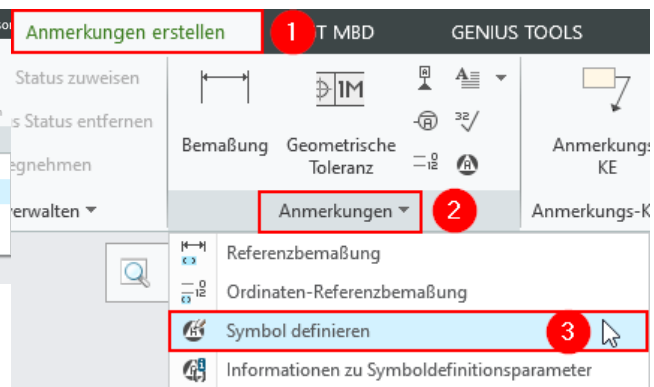 Anmerkungen erstellen
1
T MBD
GENIUS TOOLS
Status zuweisen
s Status entfernen
egnehmen
erwalten
Bemaßung
Geometrische
Toleranz
1M
32/
Anmerkungs
KE
Anmerkungen
2
Anmerkungs-K
Referenzbemaßung
Ordinaten-Referenzbemaßung
Symbol definieren
3
Informationen zu Symboldefinitionsparameter